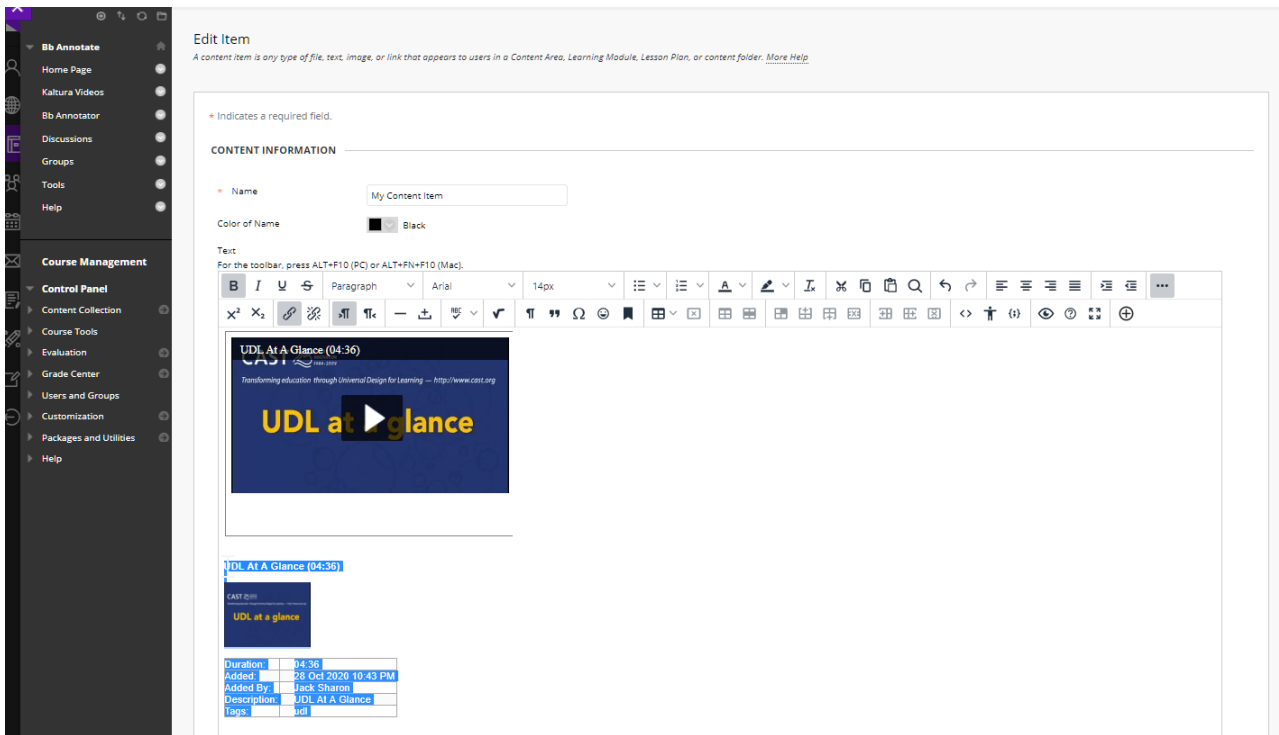 Bb Annotate
Home Page
Kaltura Videos
Bb Annotator
Discussions
Groups
Tools
Help
Course Management
Control Panel
Content Collection
Course Tools
Evaluation
Grade Center
Users and Groups
Customization
Packages and Utilities
Help
Edit Item
A content item is any type of file, text, image, or link that appears to users in a Content Area, Learning Module, Lesson Plan, or content folder. More Help
* Indicates a required field.
CONTENT INFORMATION
* Name My Content Item
Color of Name Black
Text
For the toolbar, press ALT+F10 (PC) or ALT+FN+F10 (Mac).
B I U S Paragraph Arial 14px
UDL At A Glance (04:36)
CAST
Transforming education through Universal Design for Learning — http://www.cast.org
UDL at a glance
UDL At A Glance (04:36)
CAST
UDL at a glance
Duration: 04:36
Added: 28 Oct 2020 10:43 PM
Added By: Jack Sharon
Description: UDL At A Glance
Tags: udl